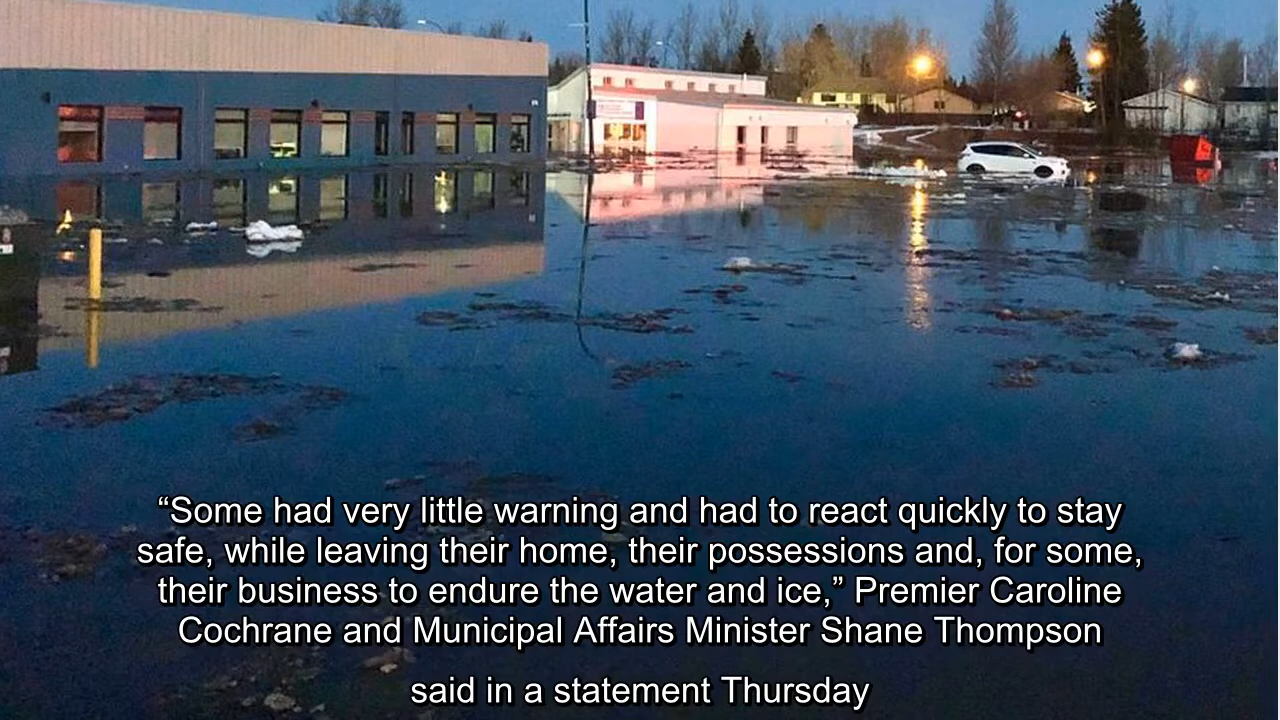 “Some had very little warning and had to react quickly to stay
safe, while leaving their home, their possessions and, for some,
their business to endure the water and ice,” Premier Caroline
Cochrane and Municipal Affairs Minister Shane Thompson
said in a statement Thursday